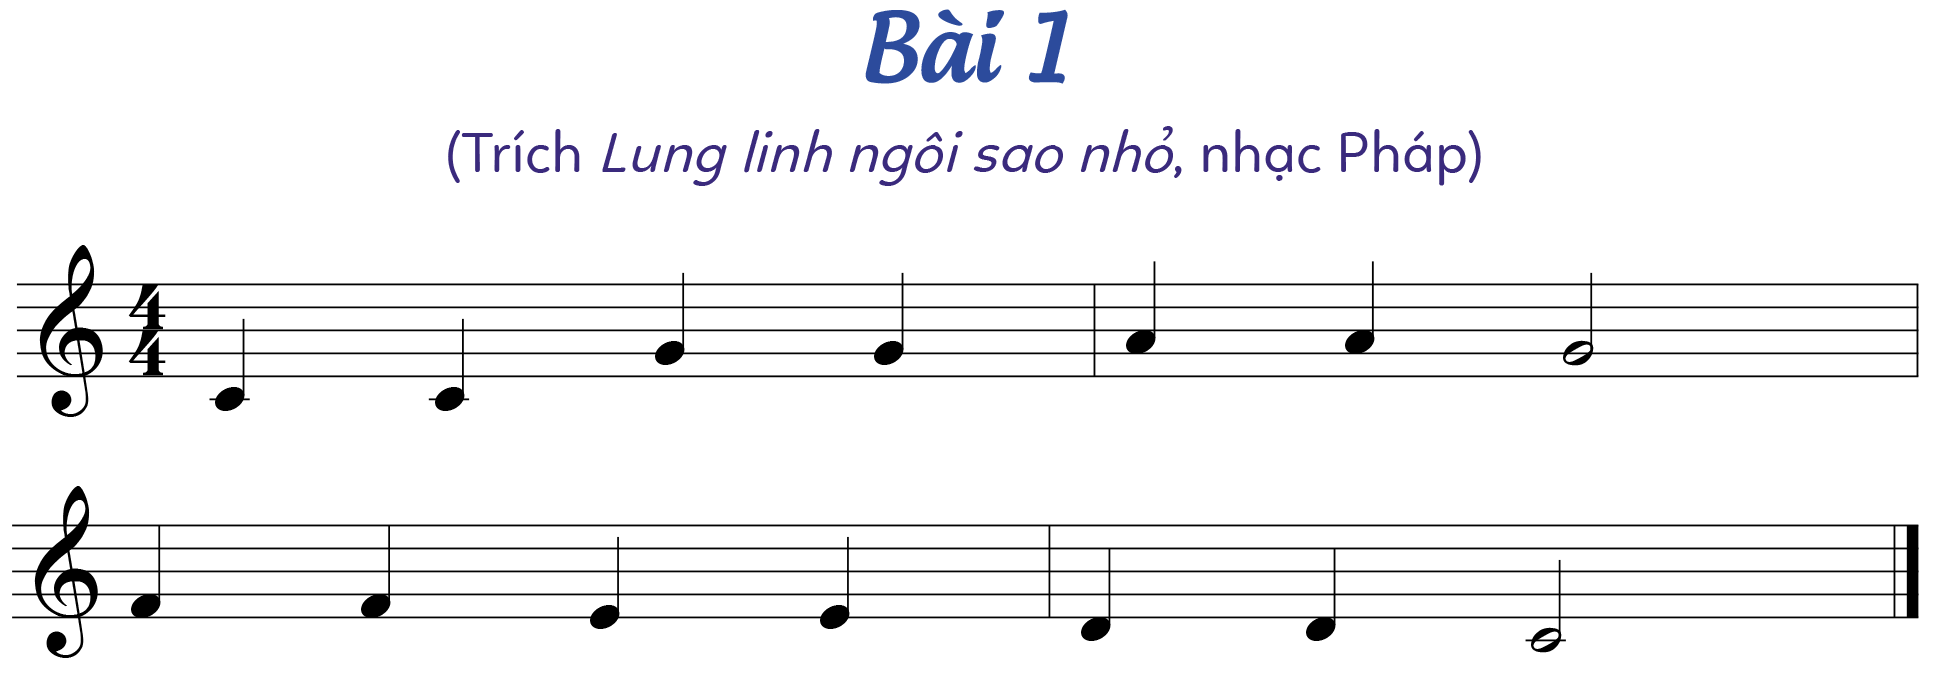 Bài 1
(Trích Lung linh ngôi sao nhỏ, nhạc Pháp)
4
4